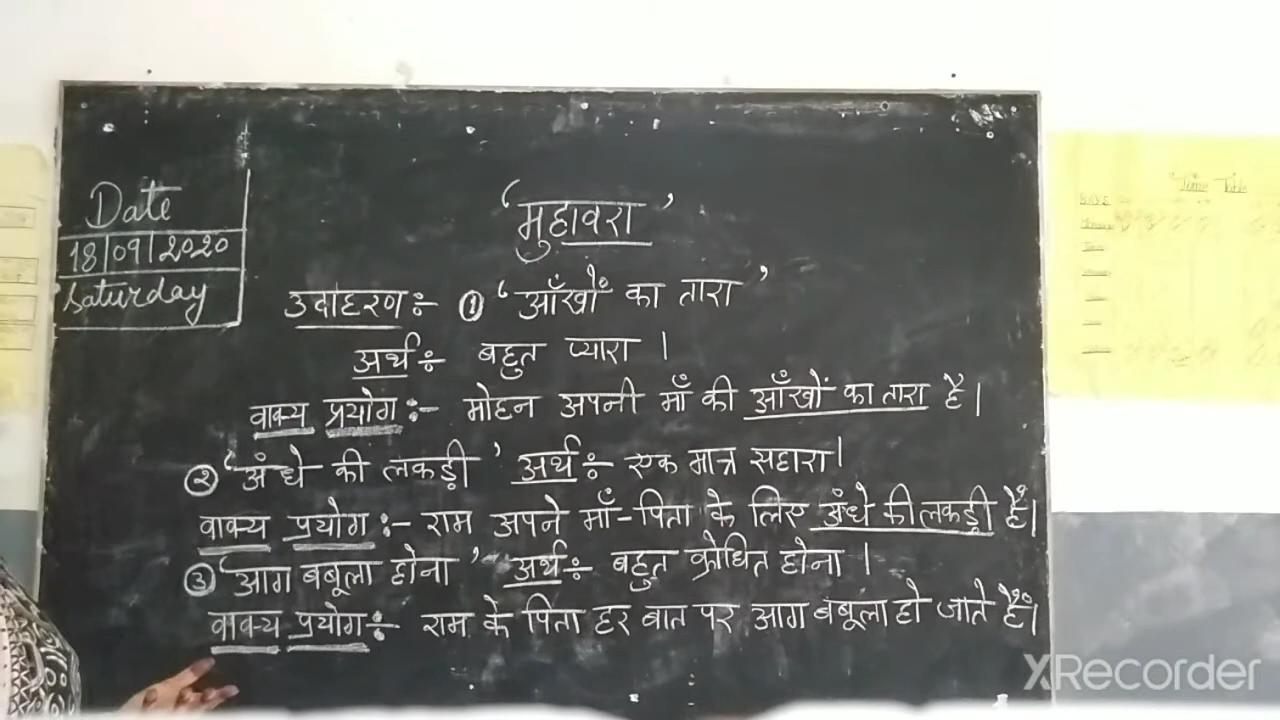 Date
18/09/2020
Saturday
'मुहावरा'
उदाहरण :- ① 'आँखों का तारा'
अर्थ :- बहुत प्यारा ।
वाक्य प्रयोग :- मोहन अपनी माँ की आँखों का तारा है।
② 'अंधे की लकड़ी' अर्थ :- एक मात्र सहारा।
वाक्य प्रयोग :- राम अपने माँ-पिता के लिए अंधे की लकड़ी हैं।
③ 'आग बबूला होना' अर्थ :- बहुत क्रोधित होना ।
वाक्य प्रयोग :- राम के पिता हर बात पर आग बबूला हो जाते हैं।
Time Table
DAYS
XRecorder